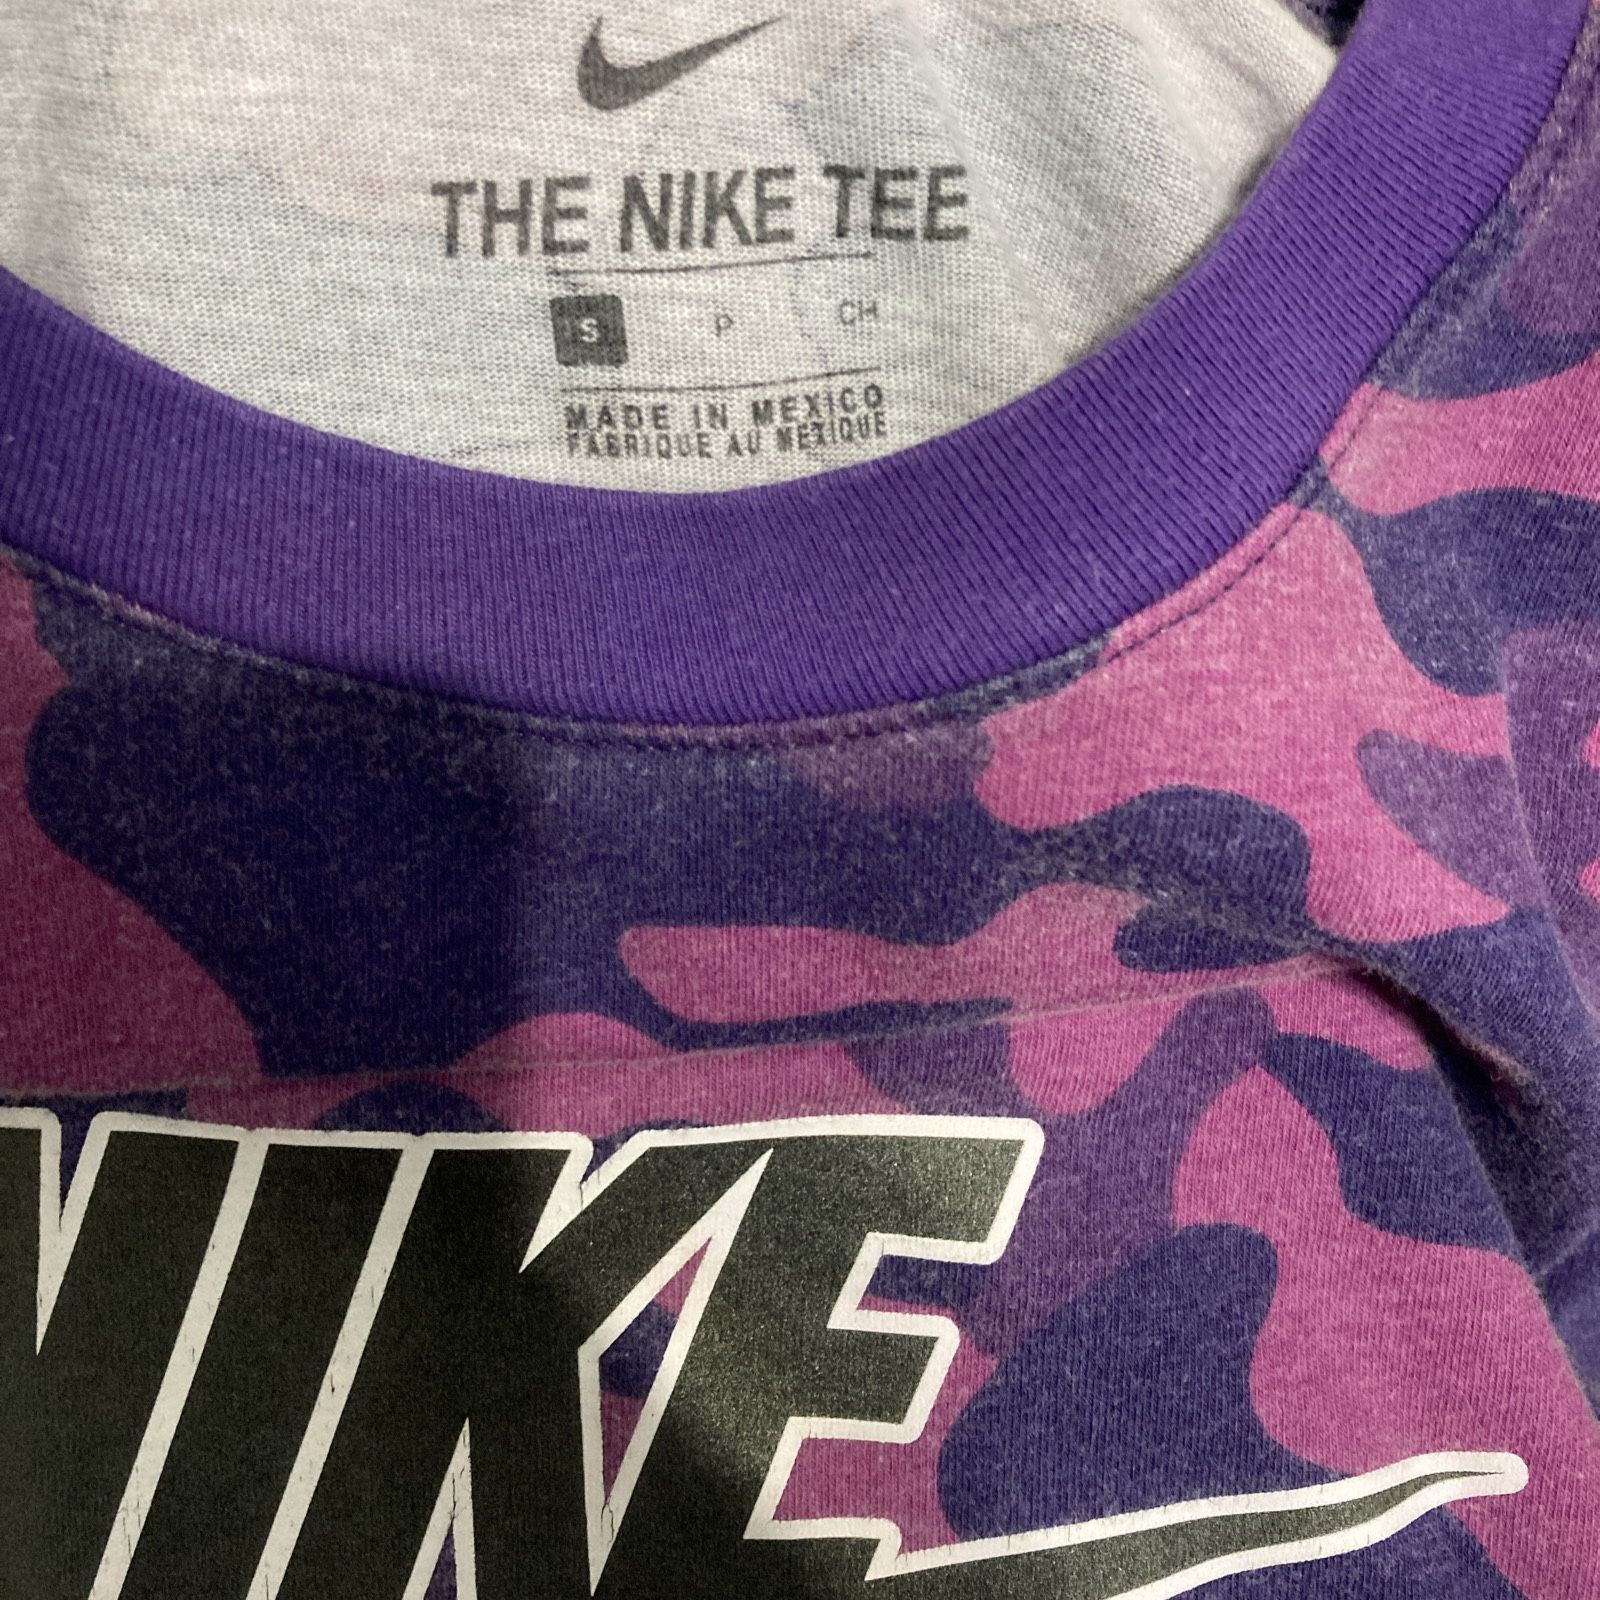 THE NIKE TEE
S P CH
MADE IN MEXICO
FABRIQUE AU MEXIQUE
NIKE